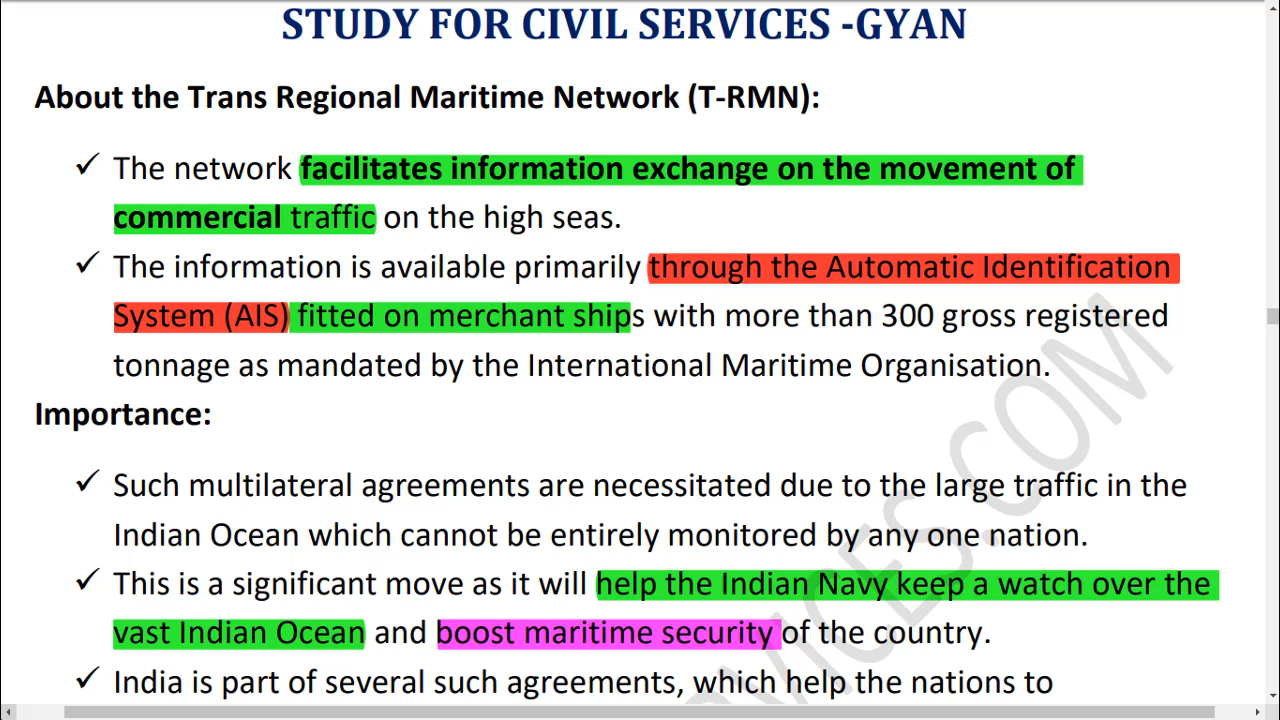 STUDY FOR CIVIL SERVICES -GYAN
About the Trans Regional Maritime Network (T-RMN):
✓ The network facilitates information exchange on the movement of
commercial traffic on the high seas.
✓ The information is available primarily through the Automatic Identification
System (AIS) fitted on merchant ships with more than 300 gross registered
tonnage as mandated by the International Maritime Organisation.
Importance:
✓ Such multilateral agreements are necessitated due to the large traffic in the
Indian Ocean which cannot be entirely monitored by any one nation.
✓ This is a significant move as it will help the Indian Navy keep a watch over the
vast Indian Ocean and boost maritime security of the country.
✓ India is part of several such agreements, which help the nations to